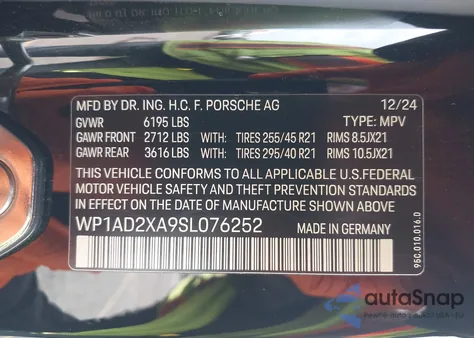 MFD BY DR. ING. H.C. F. PORSCHE AG 12/24
GVWR 6195 LBS TYPE: MPV
GAWR FRONT 2712 LBS WITH: TIRES 255/45 R21 RIMS 8.5JX21
GAWR REAR 3616 LBS WITH: TIRES 295/40 R21 RIMS 10.5JX21
THIS VEHICLE CONFORMS TO ALL APPLICABLE U.S.FEDERAL
MOTOR VEHICLE SAFETY AND THEFT PREVENTION STANDARDS
IN EFFECT ON THE DATE OF MANUFACTURE SHOWN ABOVE.
WP1AD2XA9SL076252 MADE IN GERMANY
95C.010.016.D
autoSnap